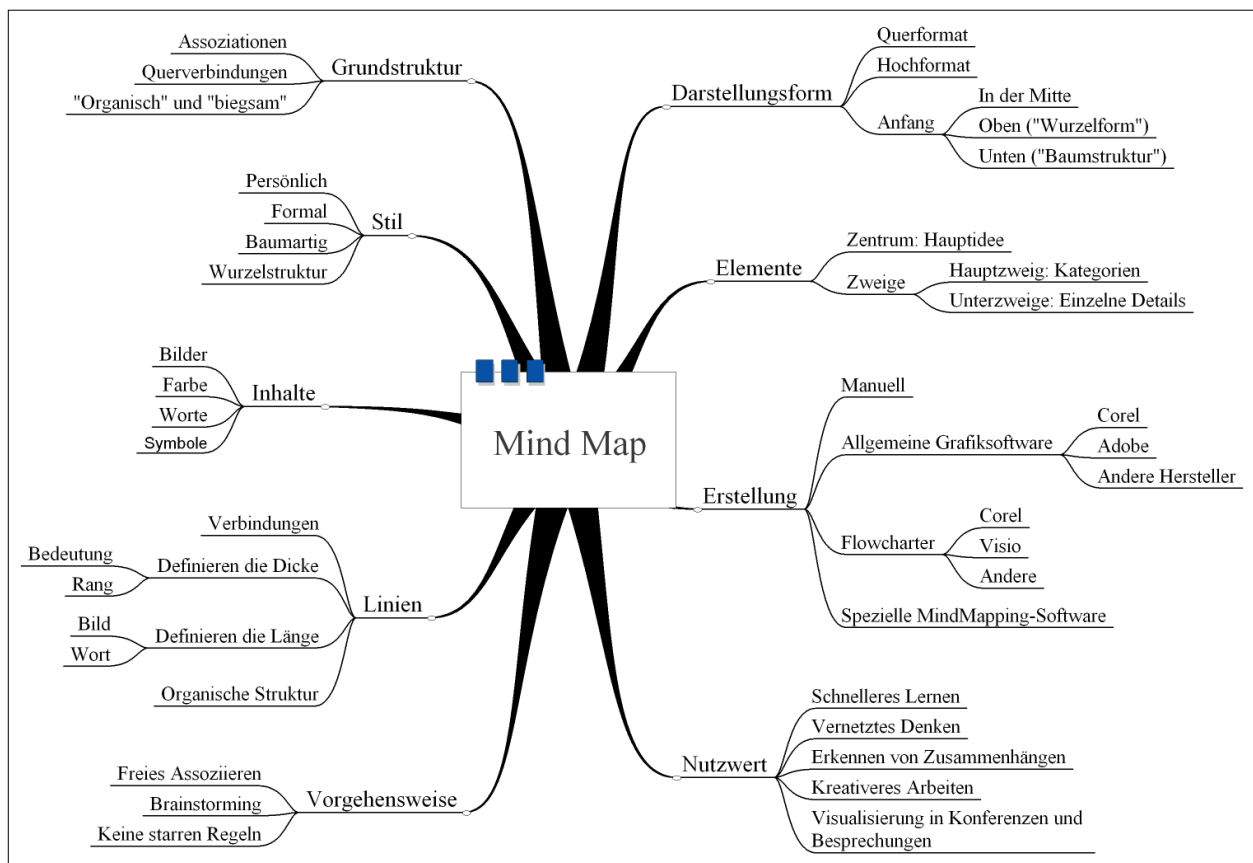 Mind Map
Grundstruktur
Assoziationen
Querverbindungen
"Organisch" und "biegsam"
Stil
Persönlich
Formal
Baumartig
Wurzelstruktur
Inhalte
Bilder
Farbe
Worte
Symbole
Linien
Verbindungen
Definieren die Dicke
Bedeutung
Rang
Definieren die Länge
Bild
Wort
Organische Struktur
Vorgehensweise
Freies Assoziieren
Brainstorming
Keine starren Regeln
Darstellungsform
Querformat
Hochformat
Anfang
In der Mitte
Oben ("Wurzelform")
Unten ("Baumstruktur")
Elemente
Zentrum: Hauptidee
Zweige
Hauptzweig: Kategorien
Unterzweige: Einzelne Details
Erstellung
Manuell
Allgemeine Grafiksoftware
Corel
Adobe
Andere Hersteller
Flowcharter
Corel
Visio
Andere
Spezielle MindMapping-Software
Nutzwert
Schnelleres Lernen
Vernetztes Denken
Erkennen von Zusammenhängen
Kreativeres Arbeiten
Visualisierung in Konferenzen und
Besprechungen